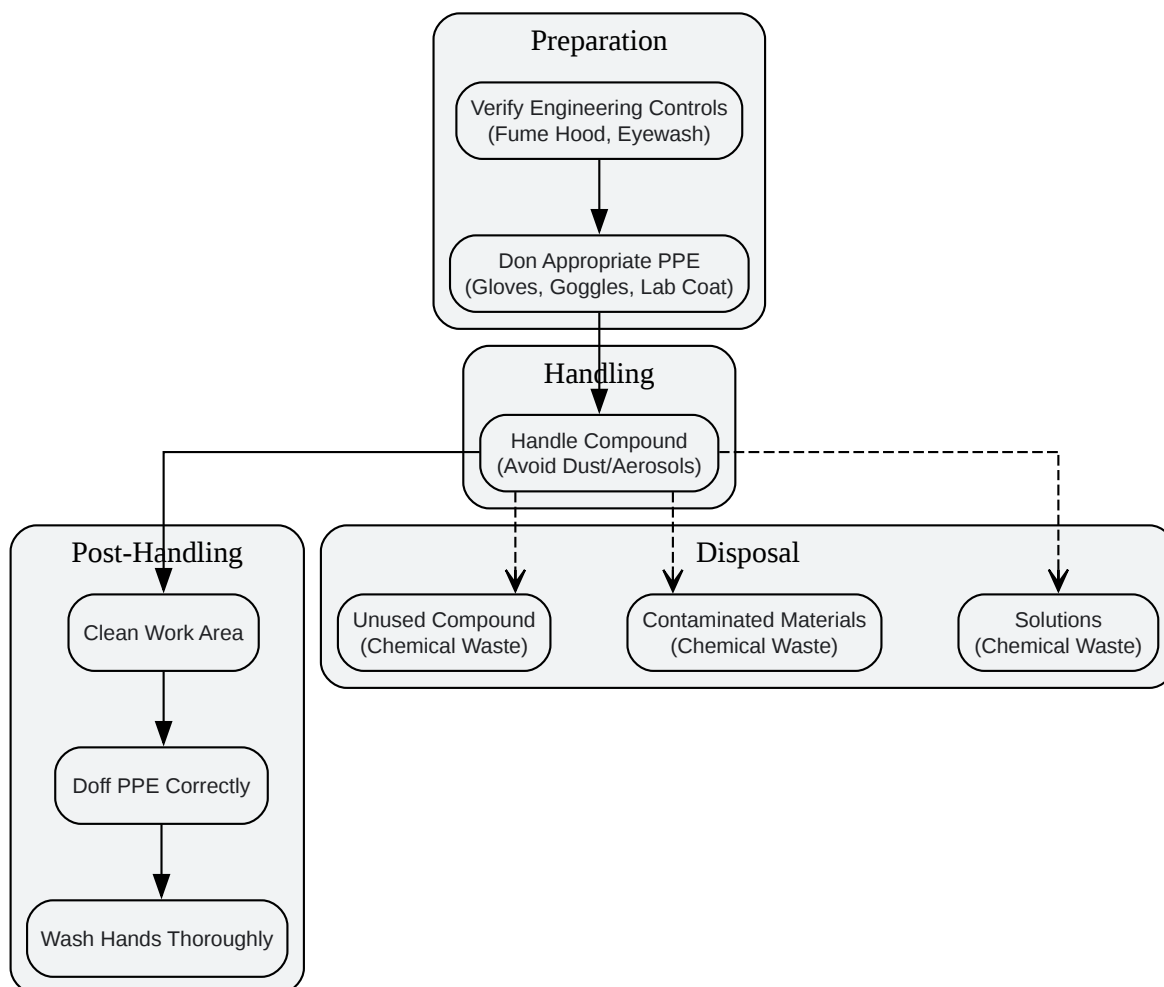 Preparation
Verify Engineering Controls
(Fume Hood, Eyewash)
Don Appropriate PPE
(Gloves, Goggles, Lab Coat)
Handling
Handle Compound
(Avoid Dust/Aerosols)
Post-Handling
Clean Work Area
Doff PPE Correctly
Wash Hands Thoroughly
Disposal
Unused Compound
(Chemical Waste)
Contaminated Materials
(Chemical Waste)
Solutions
(Chemical Waste)